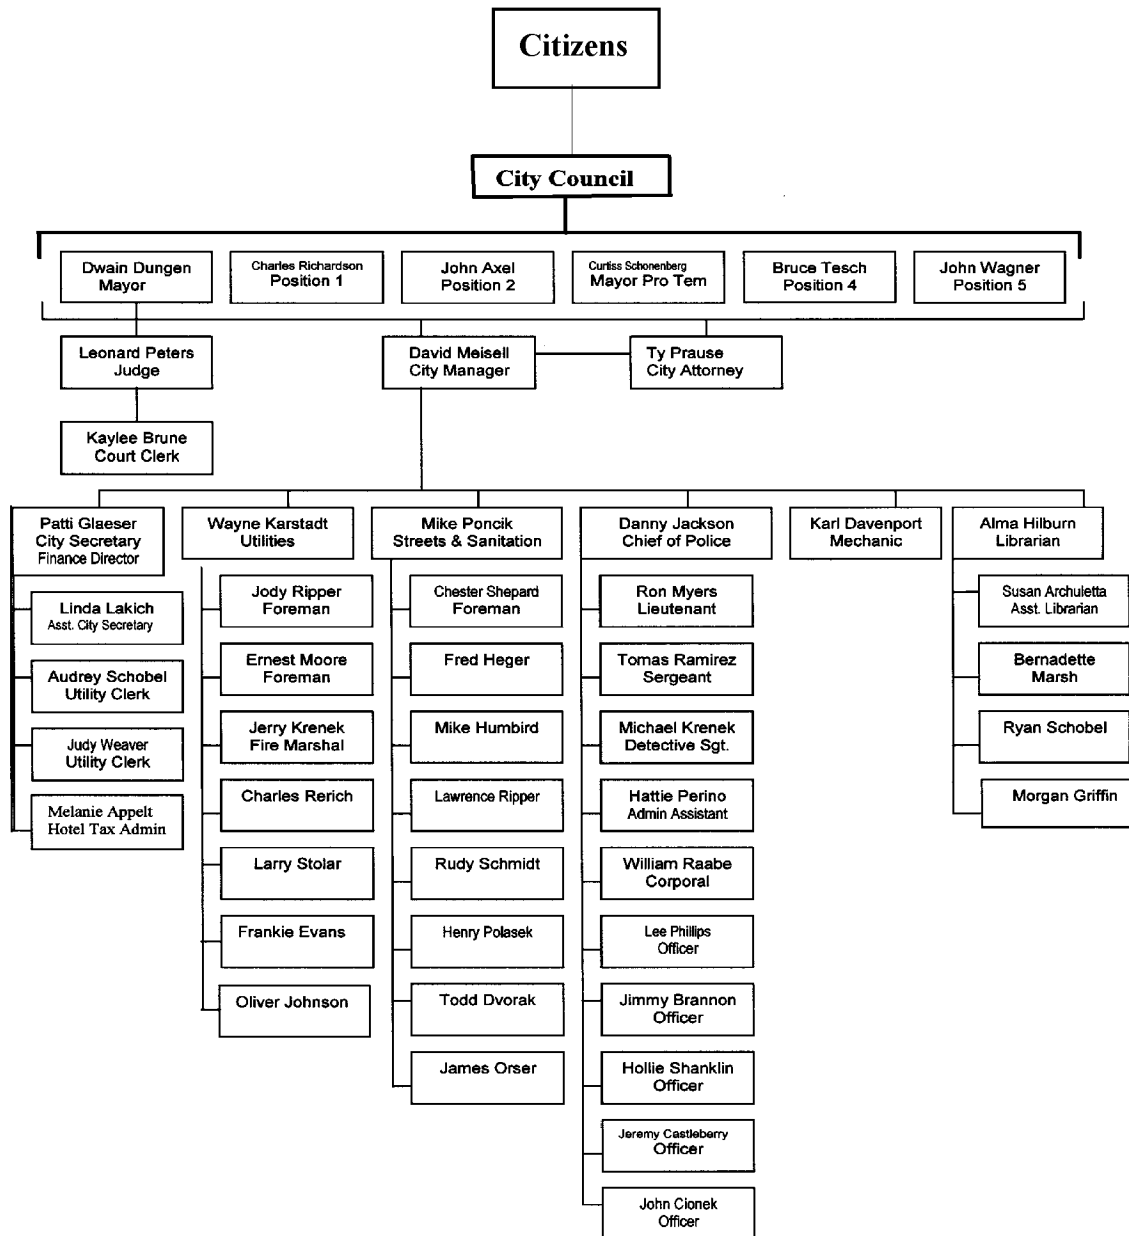 Citizens
City Council
Dwain Dungen
Mayor
Charles Richardson
Position 1
John Axel
Position 2
Curtiss Schonenberg
Mayor Pro Tem
Bruce Tesch
Position 4
John Wagner
Position 5
Leonard Peters
Judge
David Meisell
City Manager
Ty Prause
City Attorney
Kaylee Brune
Court Clerk
Patti Glaeser
City Secretary
Finance Director
Linda Lakich
Asst. City Secretary
Audrey Schobel
Utility Clerk
Judy Weaver
Utility Clerk
Melanie Appelt
Hotel Tax Admin
Wayne Karstadt
Utilities
Jody Ripper
Foreman
Ernest Moore
Foreman
Jerry Krenek
Fire Marshal
Charles Rerich
Larry Stolar
Frankie Evans
Oliver Johnson
Mike Poncik
Streets & Sanitation
Chester Shepard
Foreman
Fred Heger
Mike Humbird
Lawrence Ripper
Rudy Schmidt
Henry Polasek
Todd Dvorak
James Orser
Danny Jackson
Chief of Police
Ron Myers
Lieutenant
Tomas Ramirez
Sergeant
Michael Krenek
Detective Sgt.
Hattie Perino
Admin Assistant
William Raabe
Corporal
Lee Phillips
Officer
Jimmy Brannon
Officer
Hollie Shanklin
Officer
Jeremy Castleberry
Officer
John Cionek
Officer
Karl Davenport
Mechanic
Alma Hilburn
Librarian
Susan Archuletta
Asst. Librarian
Bernadette
Marsh
Ryan Schobel
Morgan Griffin